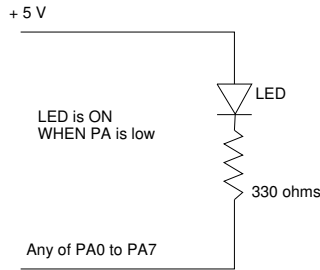 + 5 V
LED
LED is ON
WHEN PA is low
330 ohms
Any of PA0 to PA7